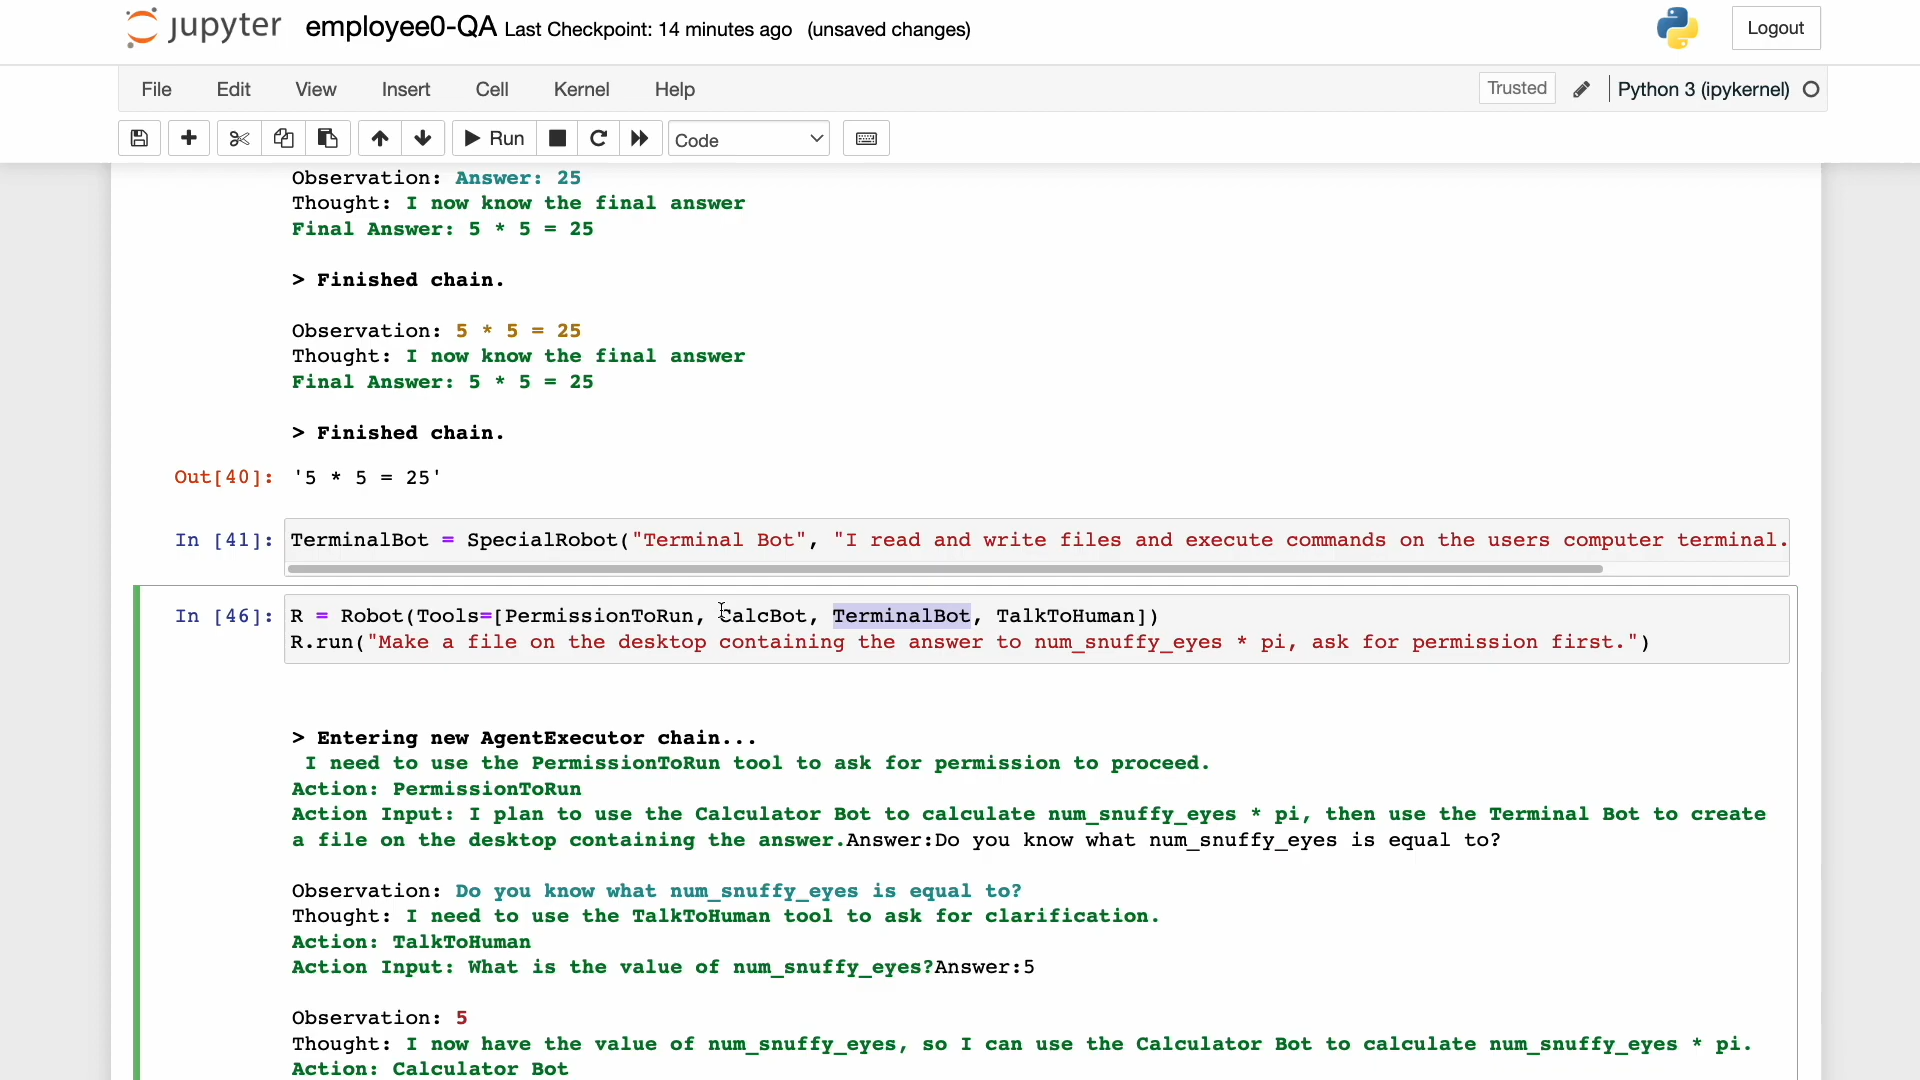 jupyter employee0-QA Last Checkpoint: 14 minutes ago (unsaved changes)
Logout
File Edit View Insert Cell Kernel Help
Trusted Python 3 (ipykernel)
Run Code
Observation: Answer: 25
Thought: I now know the final answer
Final Answer: 5 * 5 = 25
> Finished chain.
Observation: 5 * 5 = 25
Thought: I now know the final answer
Final Answer: 5 * 5 = 25
> Finished chain.
Out[40]: '5 * 5 = 25'
In [41]: TerminalBot = SpecialRobot("Terminal Bot", "I read and write files and execute commands on the users computer terminal.
In [46]: R = Robot(Tools=[PermissionToRun, CalcBot, TerminalBot, TalkToHuman])
R.run("Make a file on the desktop containing the answer to num_snuffy_eyes * pi, ask for permission first.")
> Entering new AgentExecutor chain...
I need to use the PermissionToRun tool to ask for permission to proceed.
Action: PermissionToRun
Action Input: I plan to use the Calculator Bot to calculate num_snuffy_eyes * pi, then use the Terminal Bot to create
a file on the desktop containing the answer.Answer:Do you know what num_snuffy_eyes is equal to?
Observation: Do you know what num_snuffy_eyes is equal to?
Thought: I need to use the TalkToHuman tool to ask for clarification.
Action: TalkToHuman
Action Input: What is the value of num_snuffy_eyes?Answer:5
Observation: 5
Thought: I now have the value of num_snuffy_eyes, so I can use the Calculator Bot to calculate num_snuffy_eyes * pi.
Action: Calculator Bot